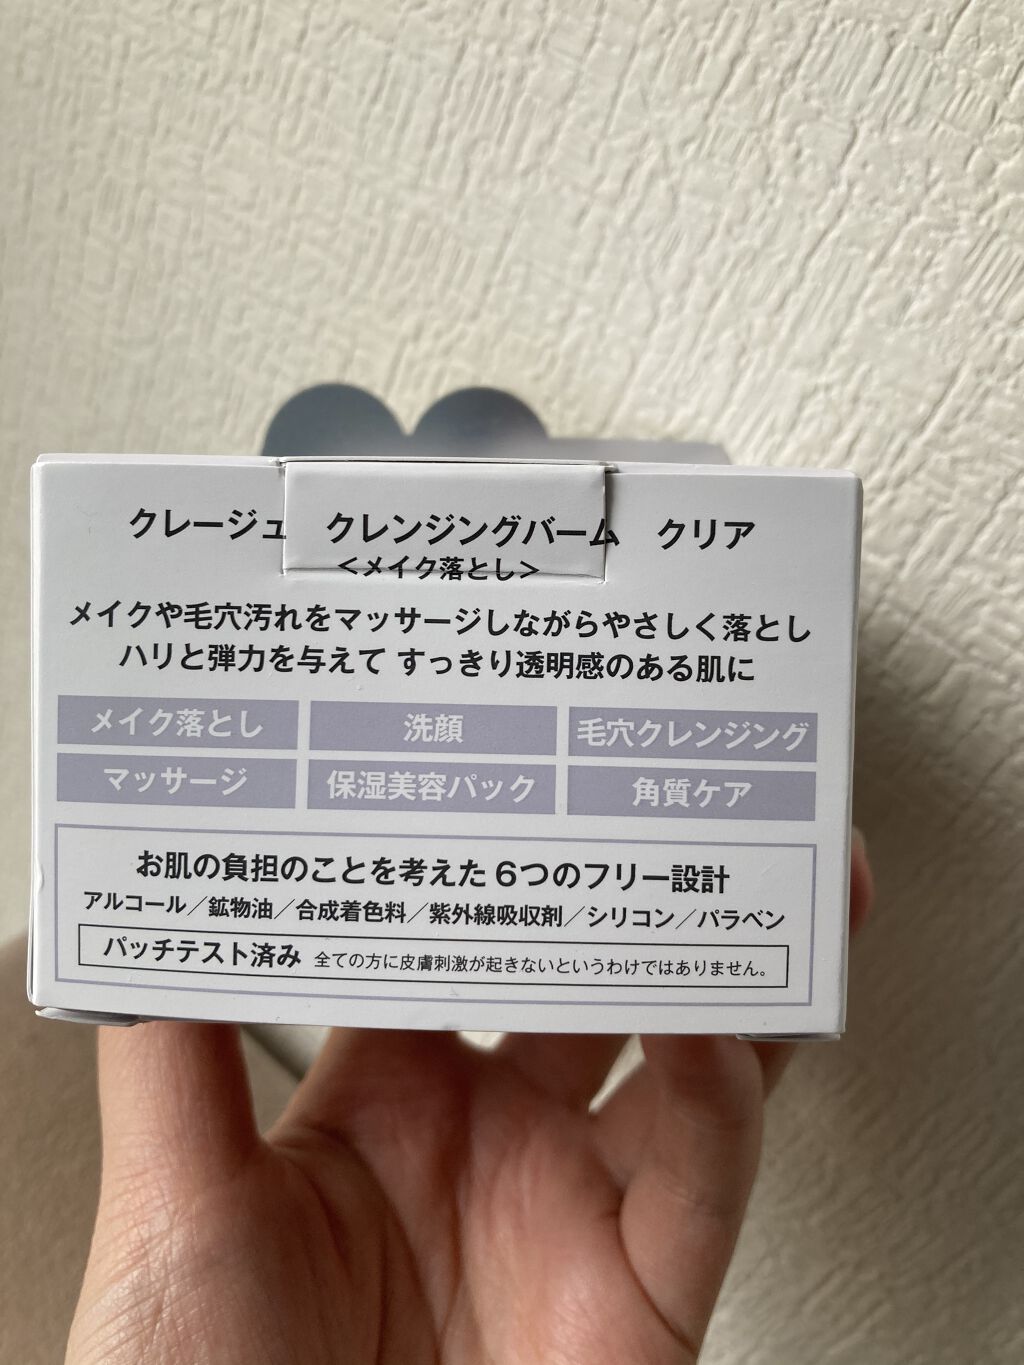 クレージュ クレンジングバーム クリア
＜メイク落とし＞
メイクや毛穴汚れをマッサージしながらやさしく落とし
ハリと弾力を与えて すっきり透明感のある肌に
メイク落とし 洗顔 毛穴クレンジング
マッサージ 保湿美容パック 角質ケア
お肌の負担のことを考えた6つのフリー設計
アルコール／鉱物油／合成着色料／紫外線吸収剤／シリコン／パラベン
パッチテスト済み 全ての方に皮膚刺激が起きないというわけではありません。